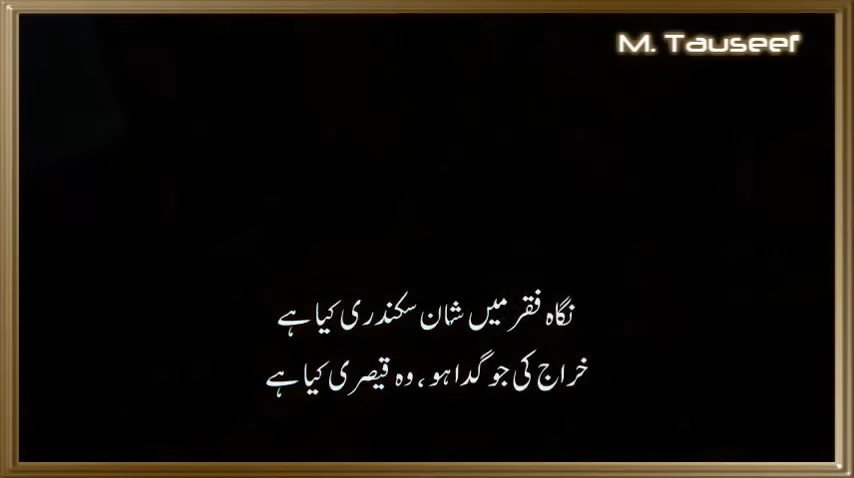 M. Tauseef
نگاہ فقر میں شان سکندری کیا ہے
خراج کی جو گدا ہو ، وہ قیصری کیا ہے